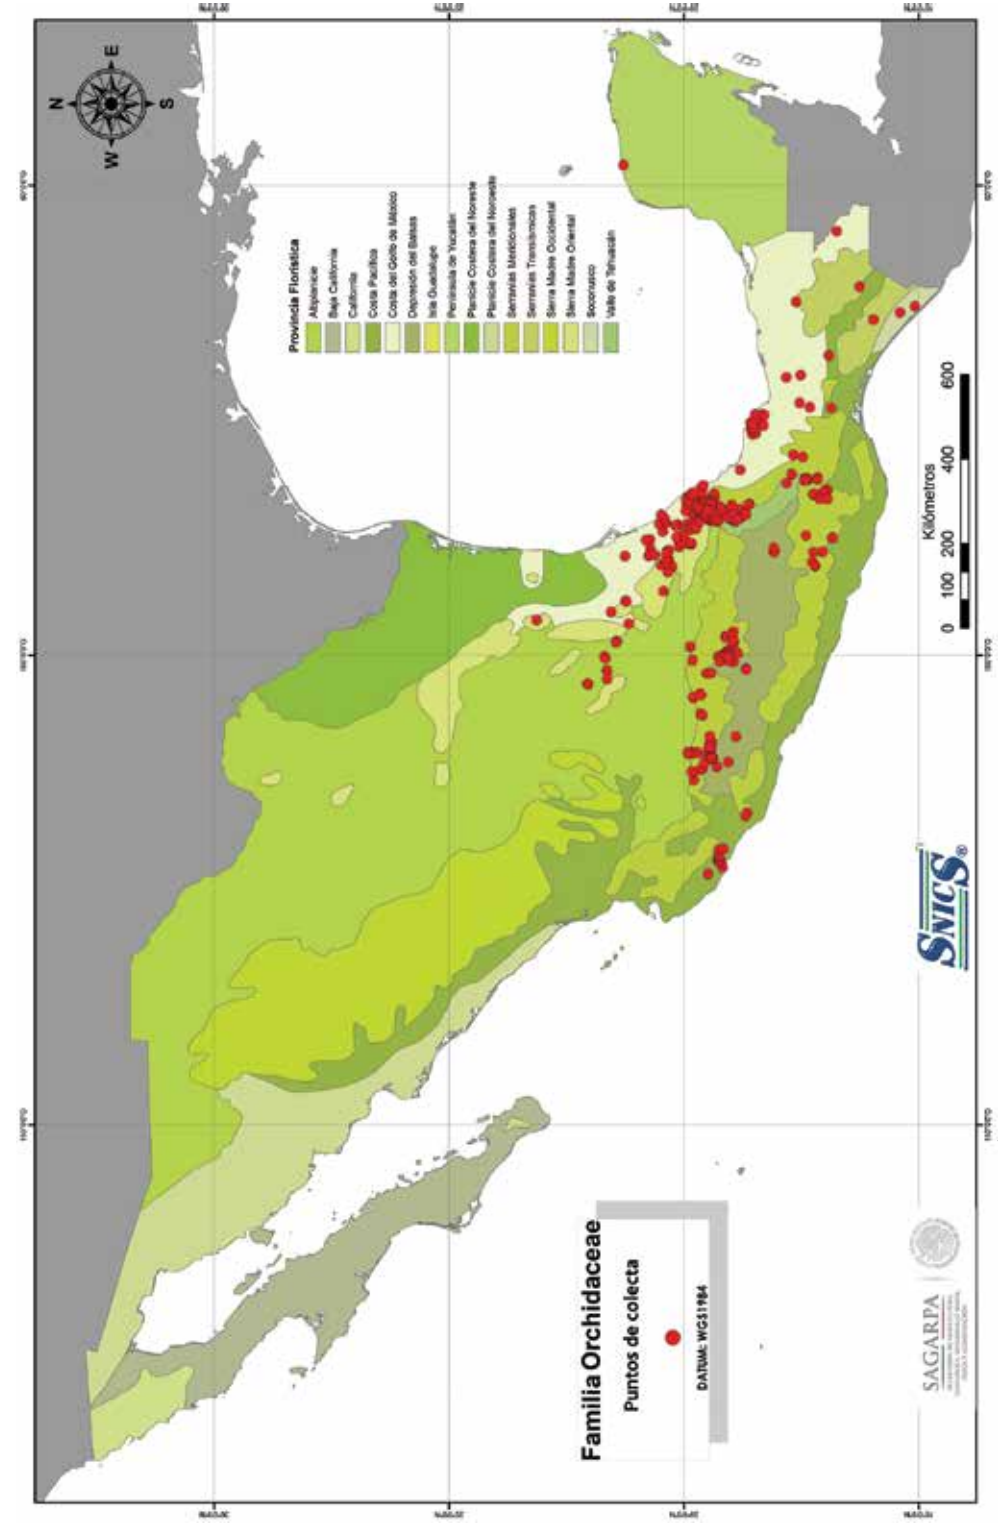 N
W
E
S
Provincia Florística
Altiplanicie
Baja California
California
Costa Pacífica
Costa del Golfo de México
Depresión del Balsas
Isla Guadalupe
Península de Yucatán
Planicie Costera del Noreste
Planicie Costera del Noroeste
Serranías Meridionales
Serranías Transístmicas
Sierra Madre Occidental
Sierra Madre Oriental
Soconusco
Valle de Tehuacán
Familia Orchidaceae
Puntos de colecta
DATUM: WGS1984
Kilómetros
0 100 200 400 600
SAGARPA
SNICS®